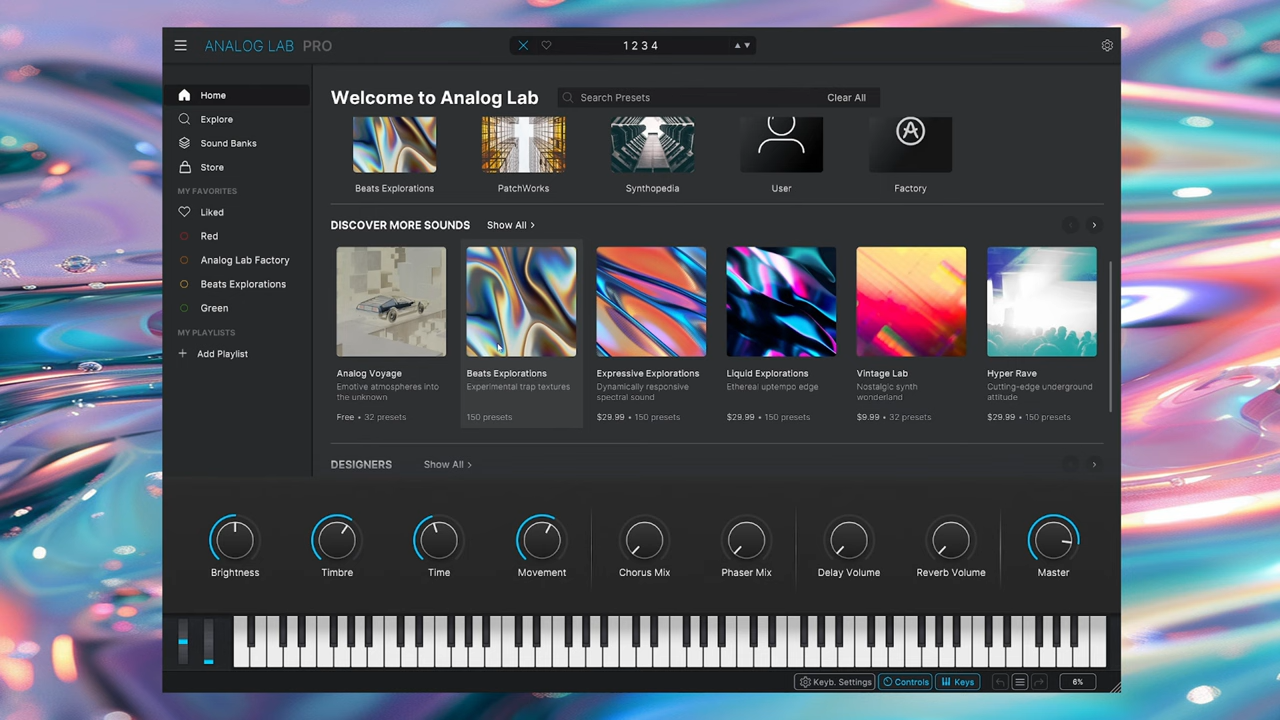 ANALOG LAB PRO
1 2 3 4
Home
Explore
Sound Banks
Store
MY FAVORITES
Liked
Red
Analog Lab Factory
Beats Explorations
Green
MY PLAYLISTS
Add Playlist
Welcome to Analog Lab
Search Presets
Clear All
Beats Explorations
PatchWorks
Synthopedia
User
Factory
DISCOVER MORE SOUNDS
Show All >
Analog Voyage
Emotive atmospheres into
the unknown
Free • 32 presets
Beats Explorations
Experimental trap textures
150 presets
Expressive Explorations
Dynamically responsive
spectral sound
$29.99 • 150 presets
Liquid Explorations
Ethereal uptempo edge
$29.99 • 150 presets
Vintage Lab
Nostalgic synth
wonderland
$9.99 • 32 presets
Hyper Rave
Cutting-edge underground
attitude
$29.99 • 150 presets
DESIGNERS
Show All >
Brightness
Timbre
Time
Movement
Chorus Mix
Phaser Mix
Delay Volume
Reverb Volume
Master
Keyb. Settings
Controls
Keys
6%